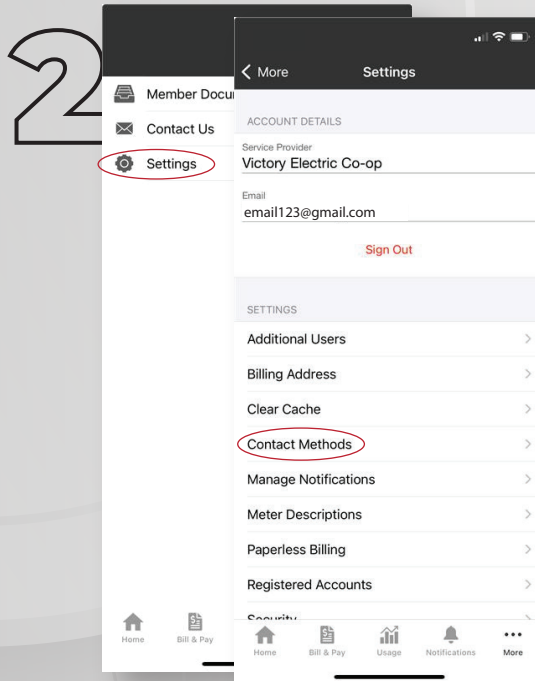 2
Member Docu
Contact Us
Settings
Home
Bill & Pay
More
Settings
ACCOUNT DETAILS
Service Provider
Victory Electric Co-op
Email
email123@gmail.com
Sign Out
SETTINGS
Additional Users
Billing Address
Clear Cache
Contact Methods
Manage Notifications
Meter Descriptions
Paperless Billing
Registered Accounts
Security
Home
Bill & Pay
Usage
Notifications
More